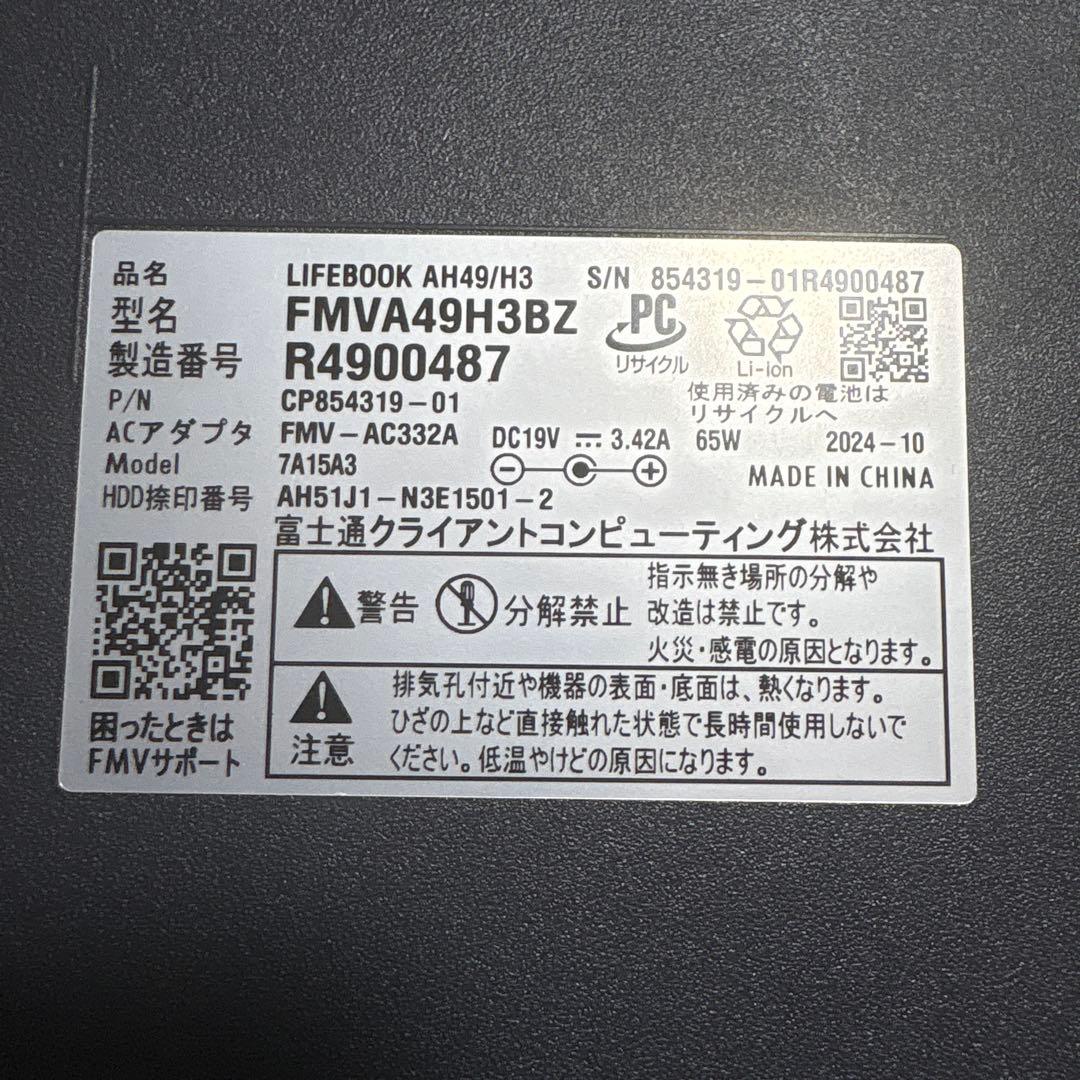 品名 LIFEBOOK AH49/H3 S/N 854319-01R4900487
型名 FMVA49H3BZ
製造番号 R4900487
PC
リサイクル
Li-ion
使用済みの電池は
リサイクルへ
P/N CP854319-01
ACアダプタ FMV-AC332A DC19V 3.42A 65W 2024-10
Model 7A15A3 MADE IN CHINA
HDD捺印番号 AH51J1-N3E1501-2
富士通クライアントコンピューティング株式会社
警告 分解禁止
指示無き場所の分解や
改造は禁止です。
火災・感電の原因となります。
注意
排気孔付近や機器の表面・底面は、熱くなります。
ひざの上など直接触れた状態で長時間使用しないで
ください。低温やけどの原因になります。
困ったときは
FMVサポート